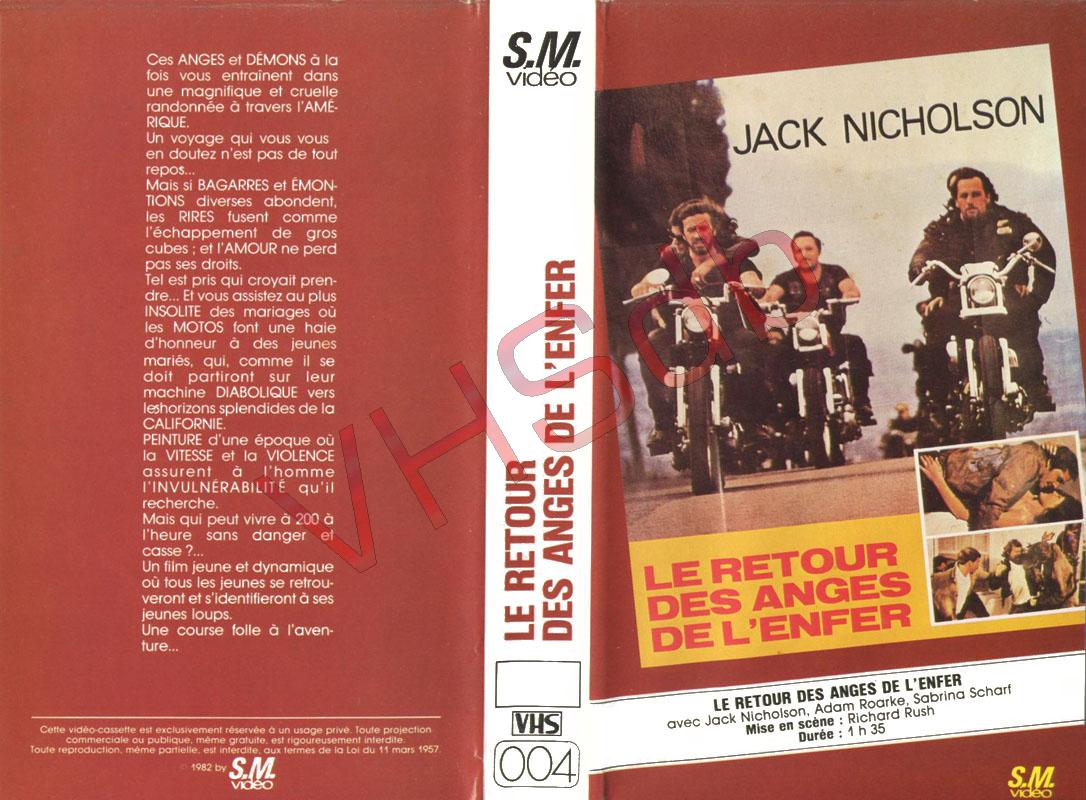 Ces ANGES et DÉMONS à la
fois vous entraînent dans
une magnifique et cruelle
randonnée à travers l'AMÉ-
RIQUE.
Un voyage qui vous vous
en doutez n'est pas de tout
repos...
Mais si BAGARRES et ÉMON-
TIONS diverses abondent,
les RIRES fusent comme
l'échappement de gros
cubes ; et l'AMOUR ne perd
pas ses droits.
Tel est pris qui croyait pren-
dre... Et vous assistez au plus
INSOLITE des mariages où
les MOTOS font une haie
d'honneur à des jeunes
mariés, qui, comme il se
doit partiront sur leur
machine DIABOLIQUE vers
leshorizons splendides de la
CALIFORNIE.
PEINTURE d'une époque où
la VITESSE et la VIOLENCE
assurent à l'homme
l'INVULNÉRABILITÉ qu'il
recherche.
Mais qui peut vivre à 200 à
l'heure sans danger et
casse ?...
Un film jeune et dynamique
où tous les jeunes se retrou-
veront et s'identifieront à ses
jeunes loups.
Une course folle à l'aven-
ture...
Cette vidéo-cassette est exclusivement réservée à un usage privé. Toute projection
commerciale ou publique, même gratuite, est rigoureusement interdite.
Toute reproduction, même partielle, est interdite, aux termes de la Loi du 11 mars 1957.
© 1982 by S.M.
vidéo
S.M.
vidéo
LE RETOUR
DES ANGES DE L'ENFER
VHS
004
JACK NICHOLSON
LE RETOUR
DES ANGES
DE L'ENFER
LE RETOUR DES ANGES DE L'ENFER
avec Jack Nicholson, Adam Roarke, Sabrina Scharf
Mise en scène : Richard Rush
Durée : 1 h 35
S.M.
vidéo
VHSdb